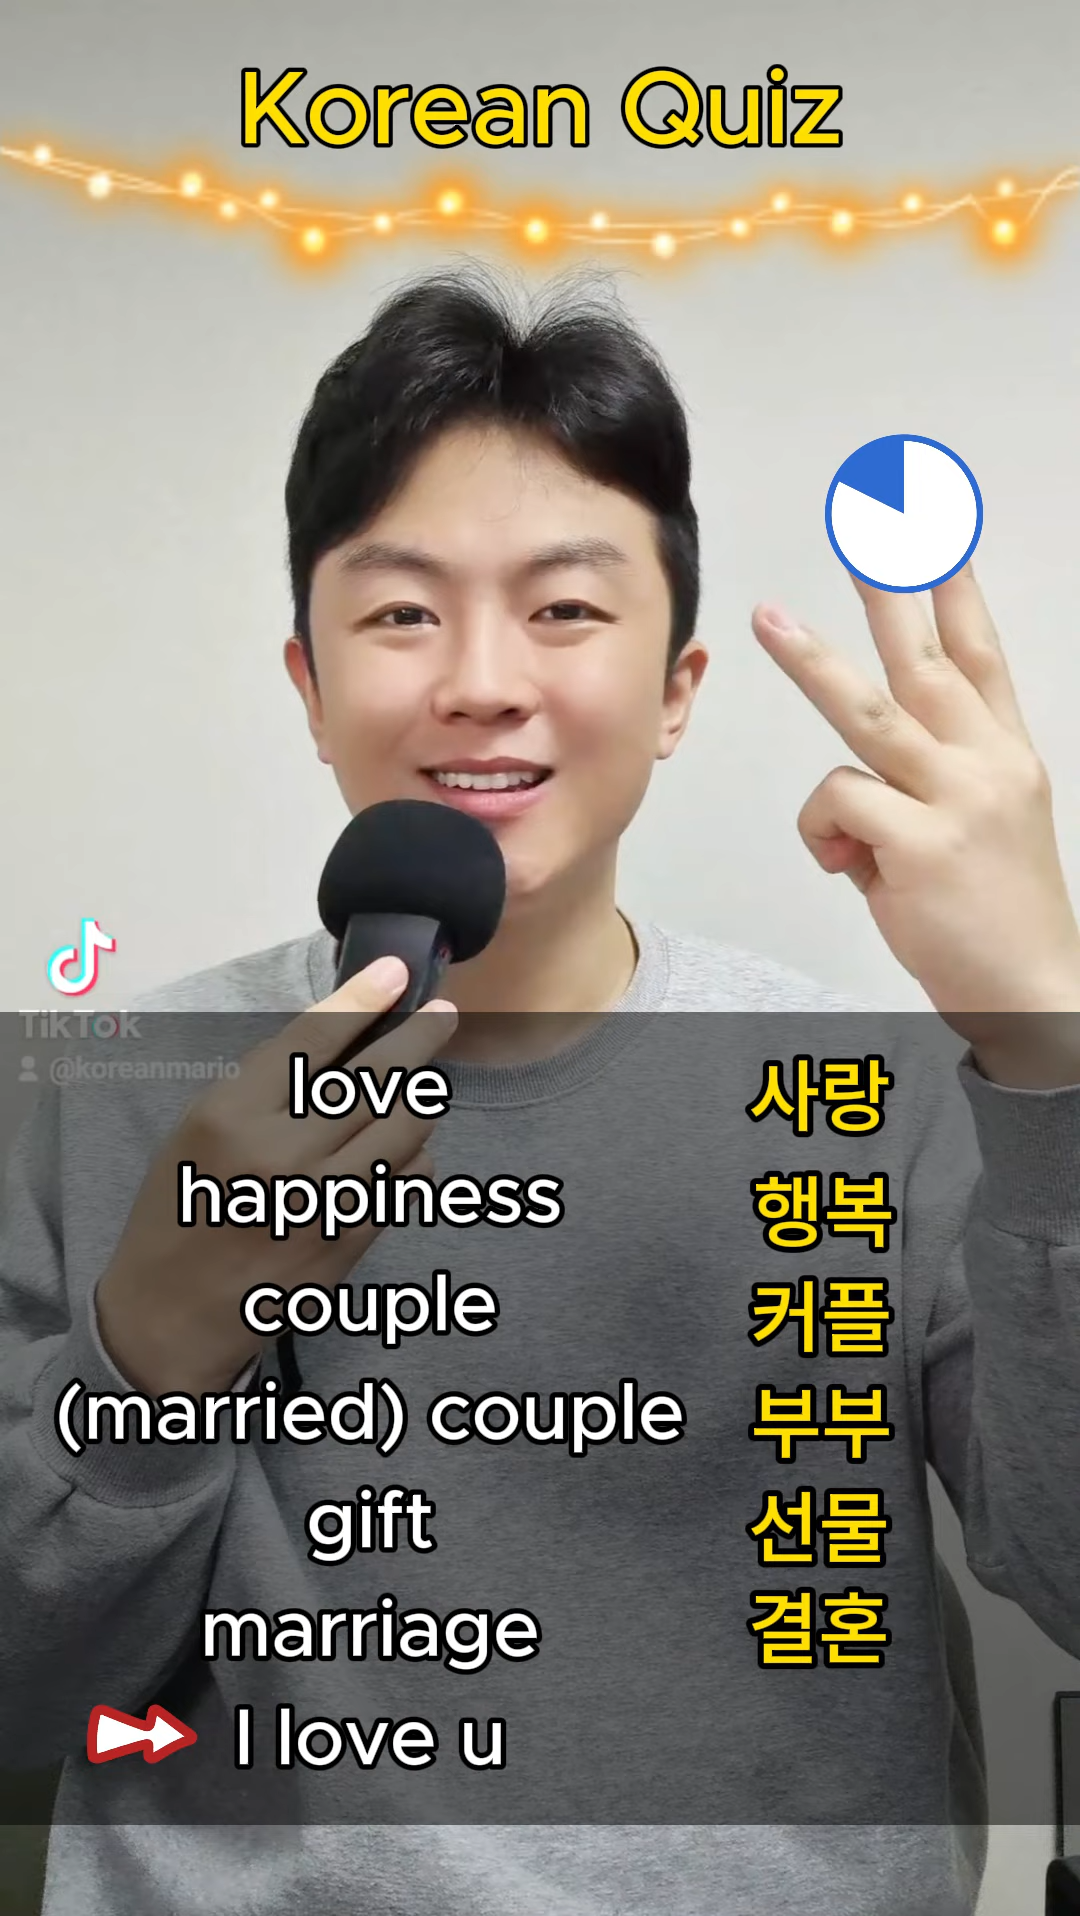 Korean Quiz
TikTok
@koreanmario
love 사랑
happiness 행복
couple 커플
(married) couple 부부
gift 선물
marriage 결혼
I love u